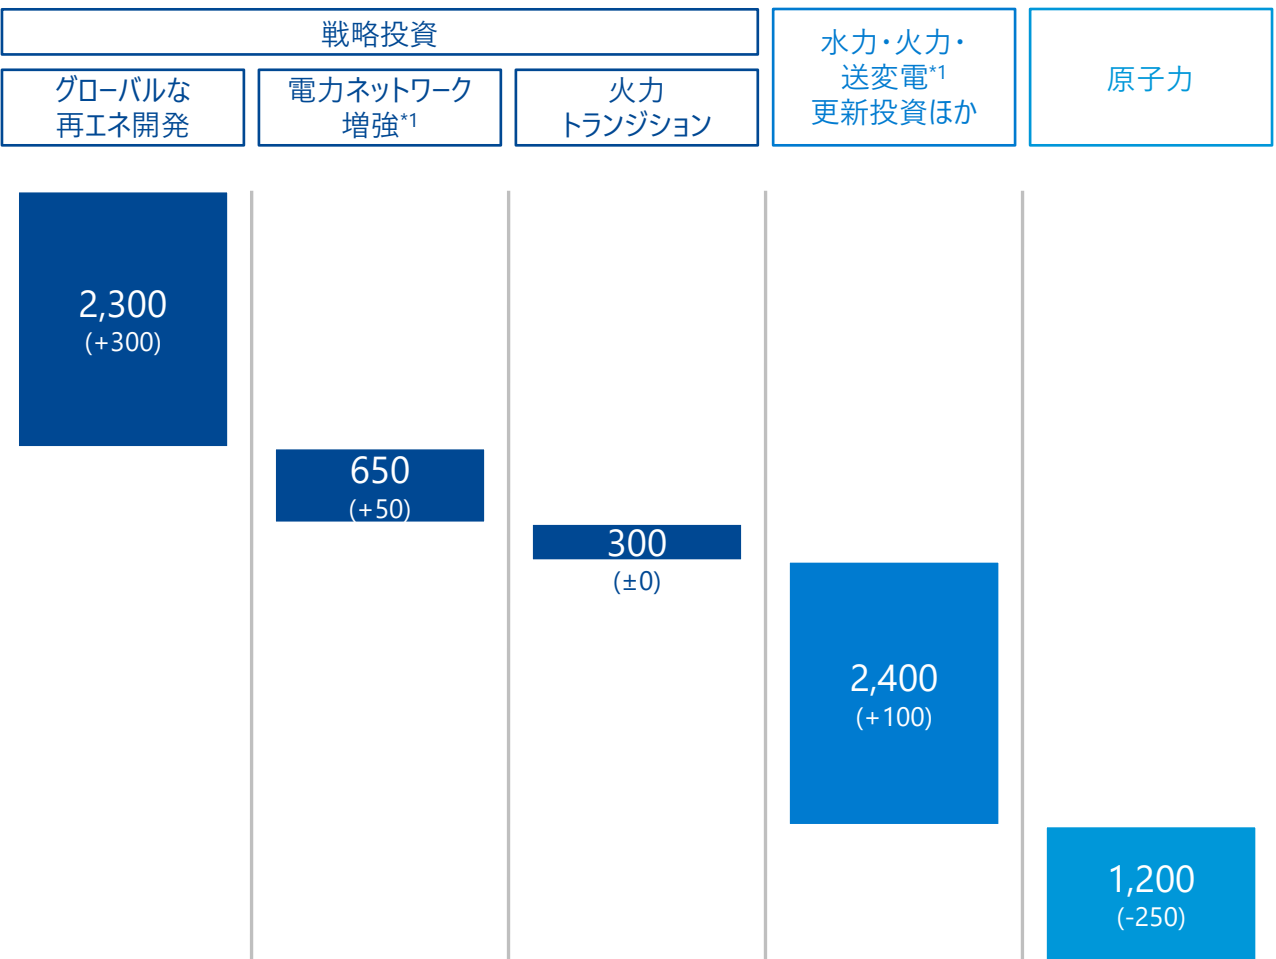 戦略投資
グローバルな
再エネ開発
電力ネットワーク
増強*1
火力
トランジション
水力・火力・
送変電*1
更新投資ほか
原子力
2,300
(+300)
650
(+50)
300
(±0)
2,400
(+100)
1,200
(-250)